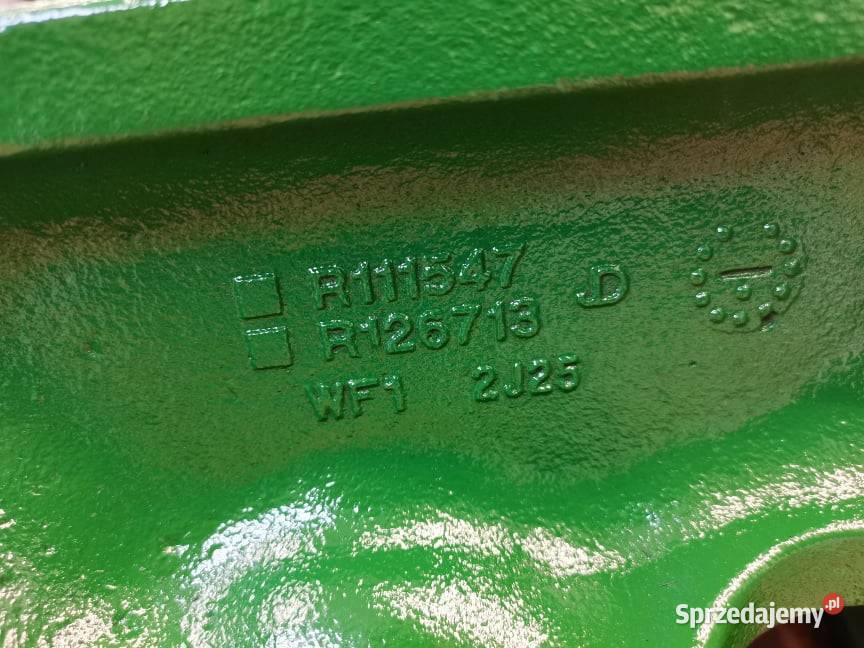 R111547 JD
R126713
WF1 2J25
Sprzedajemy.pl